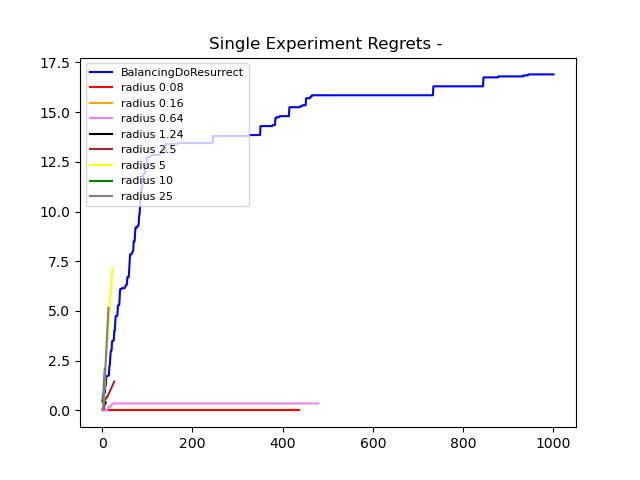 Single Experiment Regrets -
17.5
15.0
12.5
10.0
7.5
5.0
2.5
0.0
BalancingDoResurrect
radius 0.08
radius 0.16
radius 0.64
radius 1.24
radius 2.5
radius 5
radius 10
radius 25
0 200 400 600 800 1000